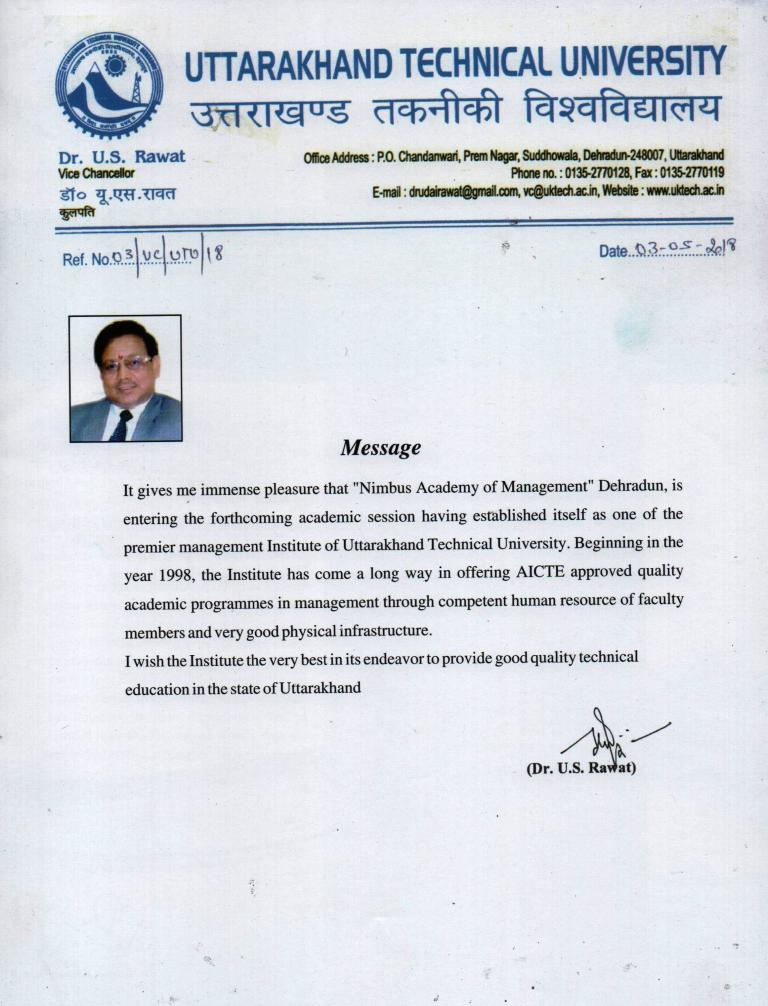 UTTARAKHAND TECHNICAL UNIVERSITY
उत्तराखण्ड तकनीकी विश्वविद्यालय
Dr. U.S. Rawat
Vice Chancellor
डॉ० यू.एस.रावत
कुलपति
Office Address : P.O. Chandanwari, Prem Nagar, Suddhowala, Dehradun-248007, Uttarakhand
Phone no. : 0135-2770128, Fax : 0135-2770119
E-mail : drudairawat@gmail.com, vc@uktech.ac.in, Website : www.uktech.ac.in
Ref. No. 03/VC/UTU/18
Date. 03-05-2018
Message
It gives me immense pleasure that "Nimbus Academy of Management" Dehradun, is
entering the forthcoming academic session having established itself as one of the
premier management Institute of Uttarakhand Technical University. Beginning in the
year 1998, the Institute has come a long way in offering AICTE approved quality
academic programmes in management through competent human resource of faculty
members and very good physical infrastructure.
I wish the Institute the very best in its endeavor to provide good quality technical
education in the state of Uttarakhand
(Dr. U.S. Rawat)